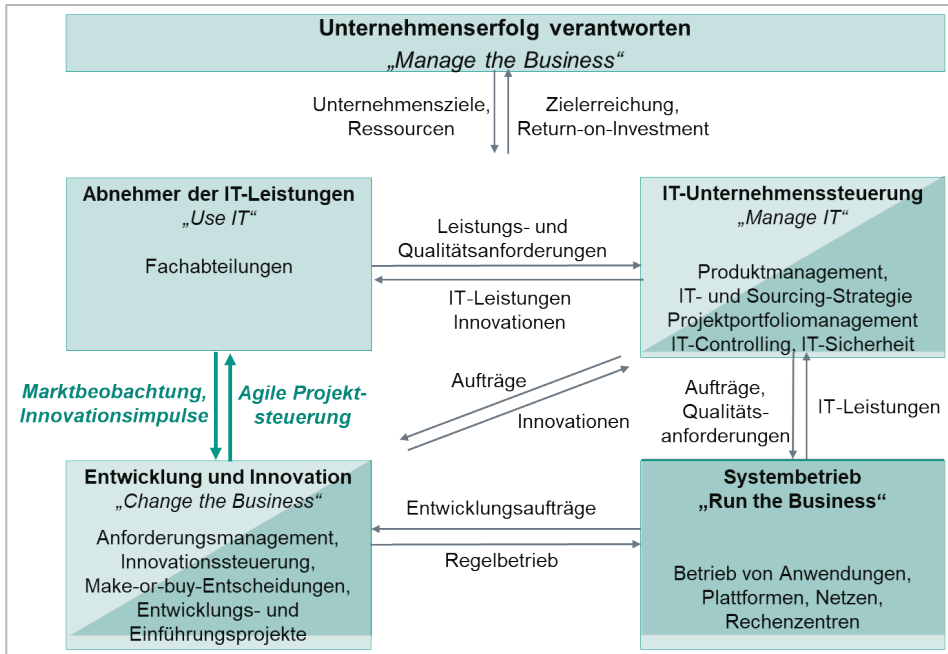 Unternehmenserfolg verantworten
„Manage the Business“
Unternehmensziele,
Ressourcen
Zielerreichung,
Return-on-Investment
Abnehmer der IT-Leistungen
„Use IT“
Fachabteilungen
Leistungs- und
Qualitätsanforderungen
IT-Leistungen
Innovationen
IT-Unternehmenssteuerung
„Manage IT“
Produktmanagement,
IT- und Sourcing-Strategie
Projektportfoliomanagement
IT-Controlling, IT-Sicherheit
Marktbeobachtung,
Innovationsimpulse
Agile Projekt-
steuerung
Aufträge
Innovationen
Aufträge,
Qualitäts-
anforderungen
IT-Leistungen
Entwicklung und Innovation
„Change the Business“
Anforderungsmanagement,
Innovationssteuerung,
Make-or-buy-Entscheidungen,
Entwicklungs- und
Einführungsprojekte
Entwicklungsaufträge
Regelbetrieb
Systembetrieb
„Run the Business“
Betrieb von Anwendungen,
Plattformen, Netzen,
Rechenzentren